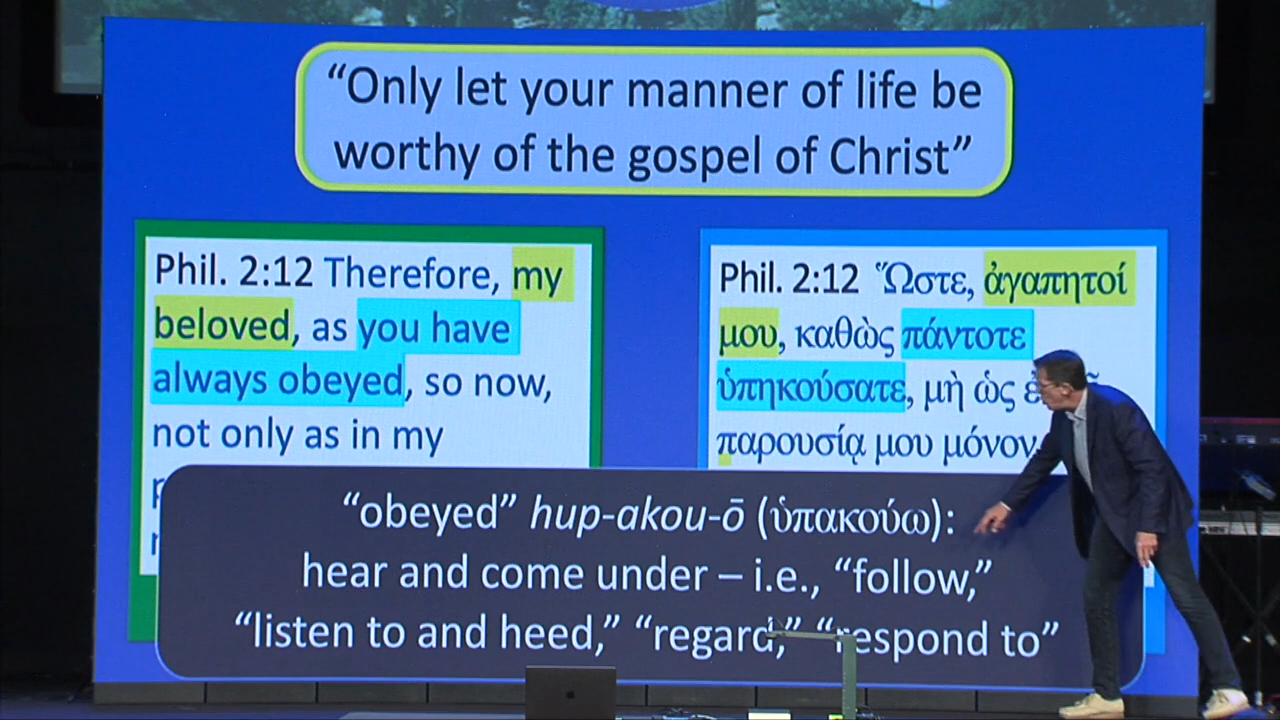 “Only let your manner of life be
worthy of the gospel of Christ”
Phil. 2:12 Therefore, my
beloved, as you have
always obeyed, so now,
not only as in my
Phil. 2:12 Ὥστε, ἀγαπητοί
μου, καθὼς πάντοτε
ὑπηκούσατε, μὴ ὡς
παρουσίᾳ μου μόνον
“obeyed” hup-akou-ō (ὑπακούω):
hear and come under – i.e., “follow,”
“listen to and heed,” “regard,” “respond to”